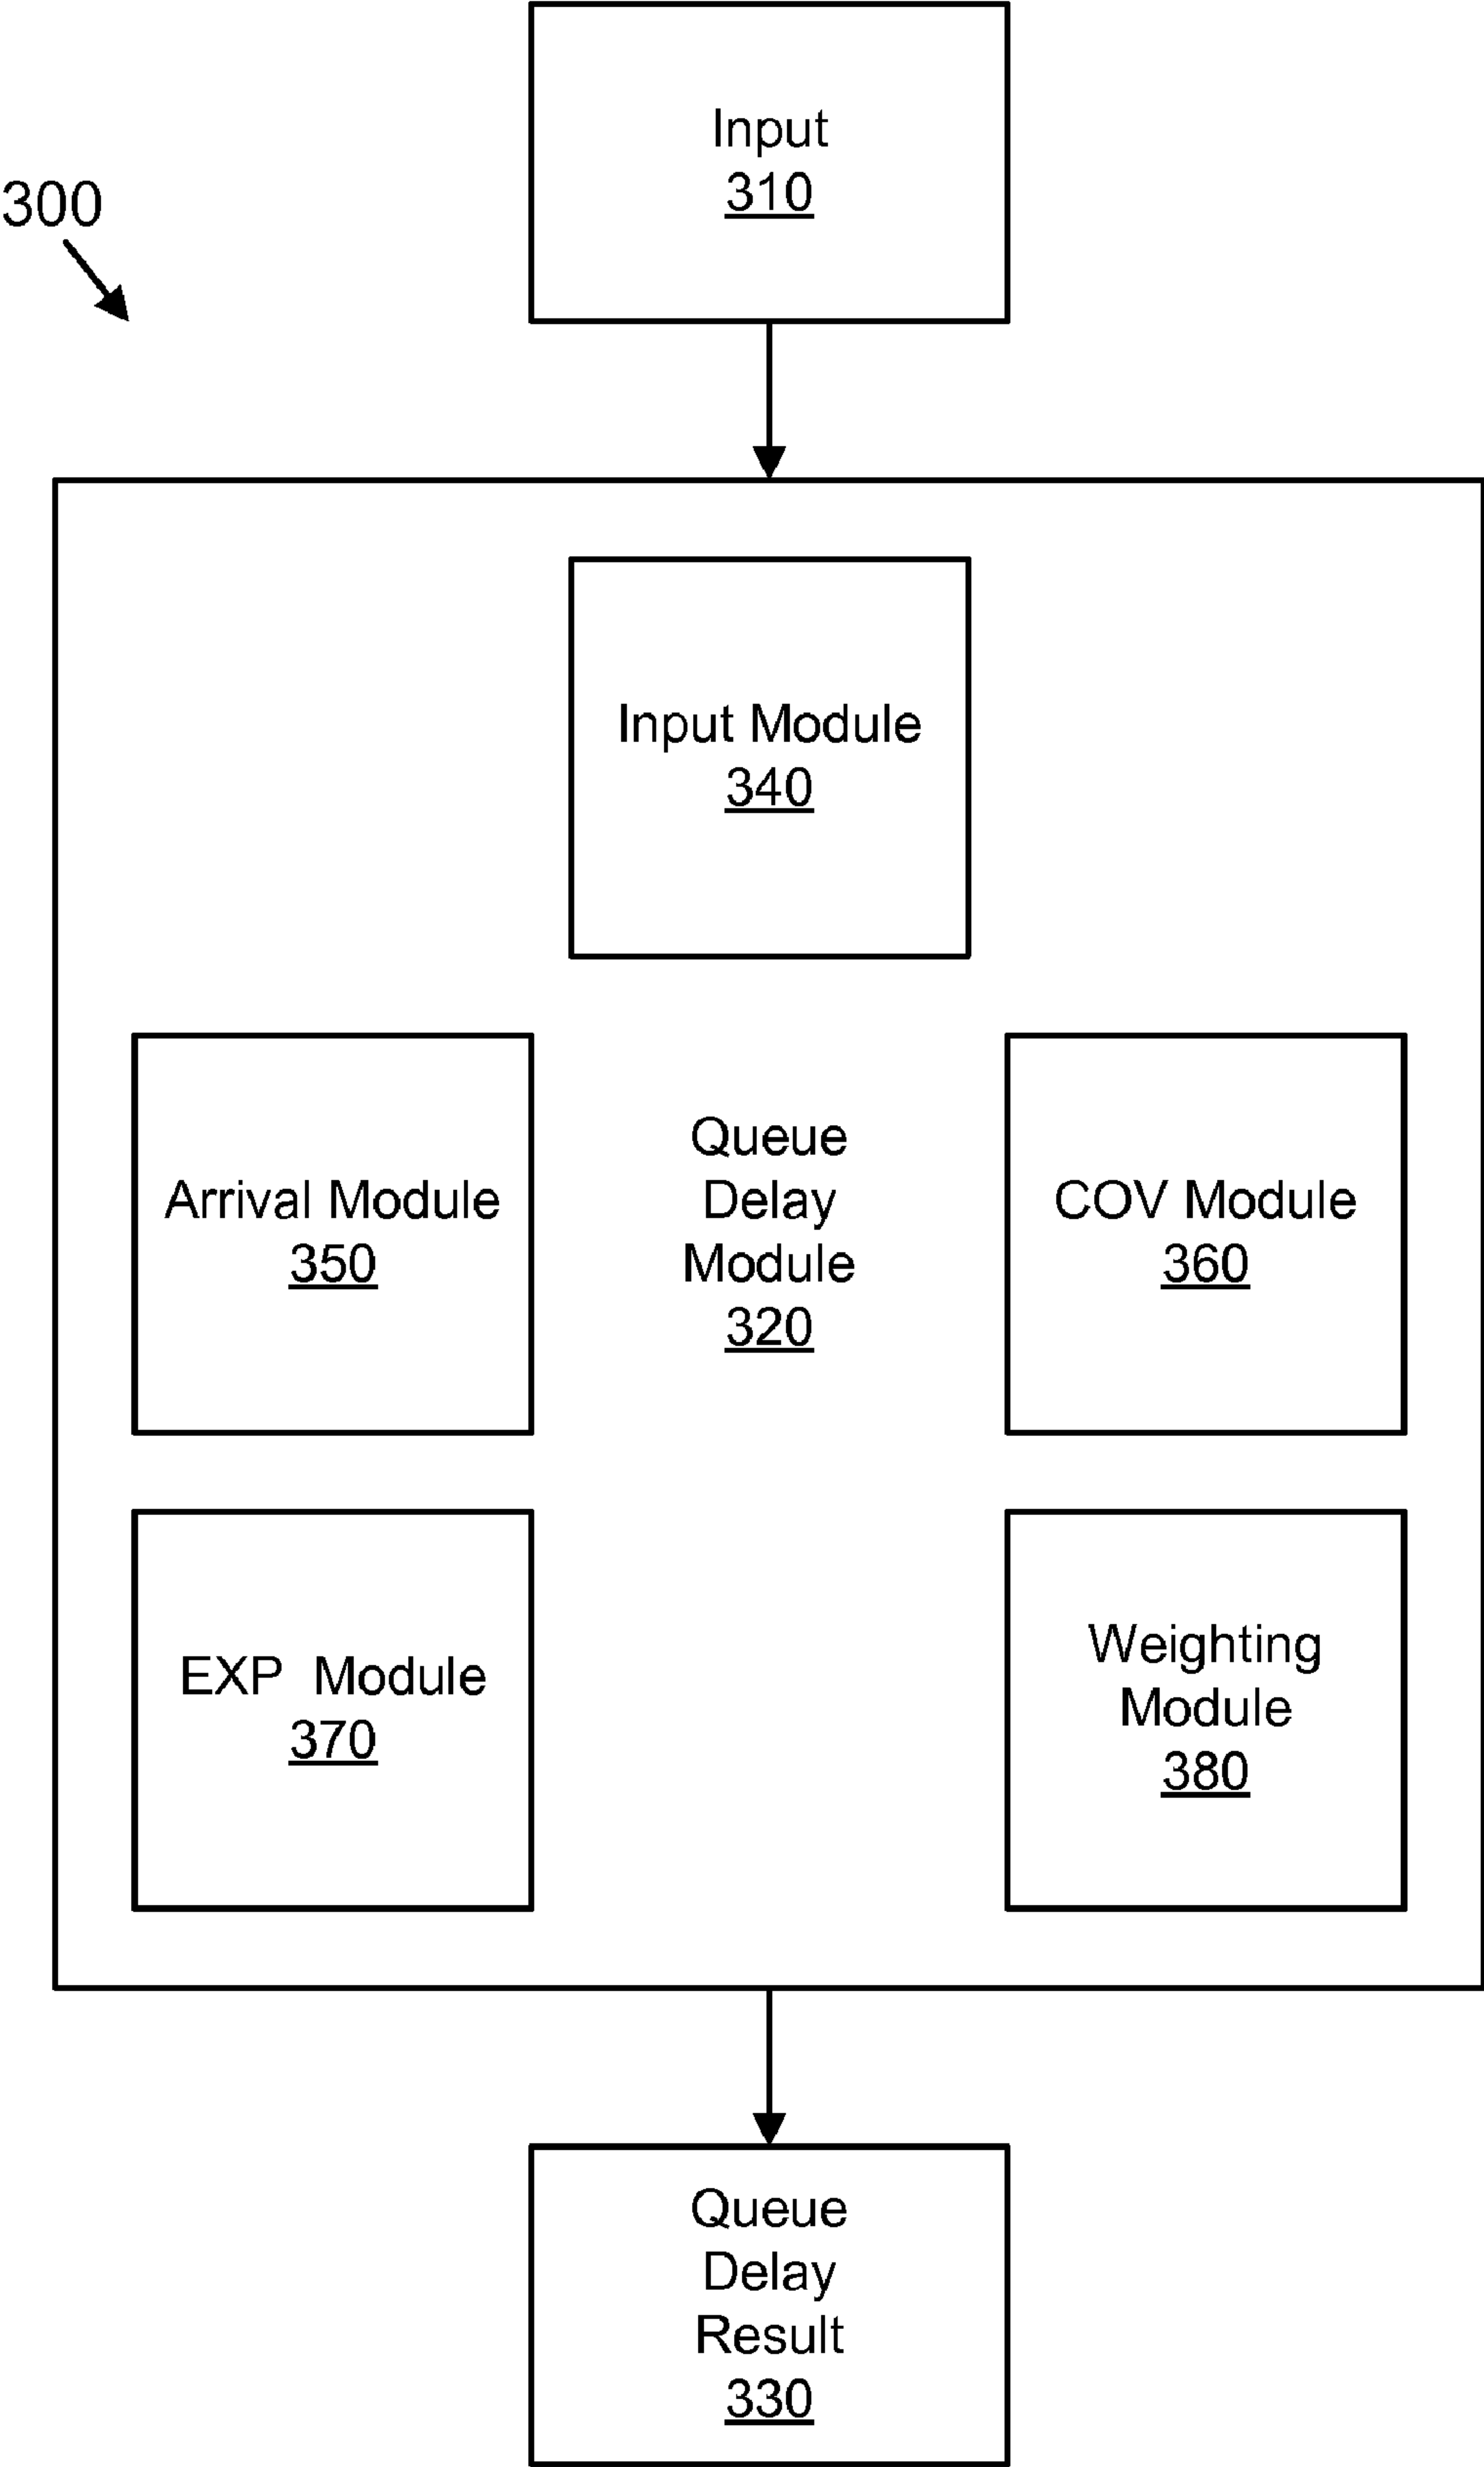 Input
310
300
Input Module
340
Arrival Module
350
Queue
Delay
Module
320
COV Module
360
EXP Module
370
Weighting
Module
380
Queue
Delay
Result
330